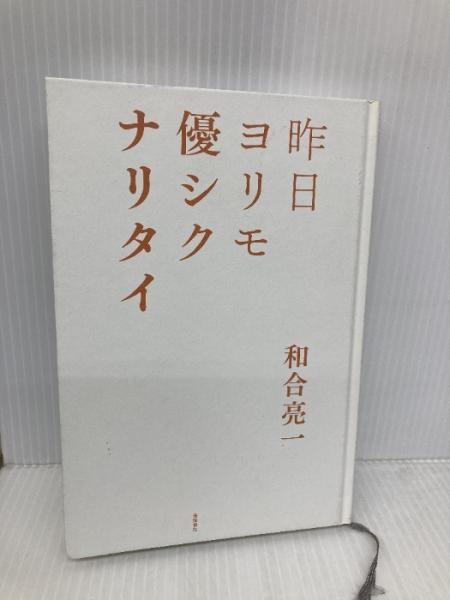 昨日
ヨリモ
優シク
ナリタイ
和合亮一